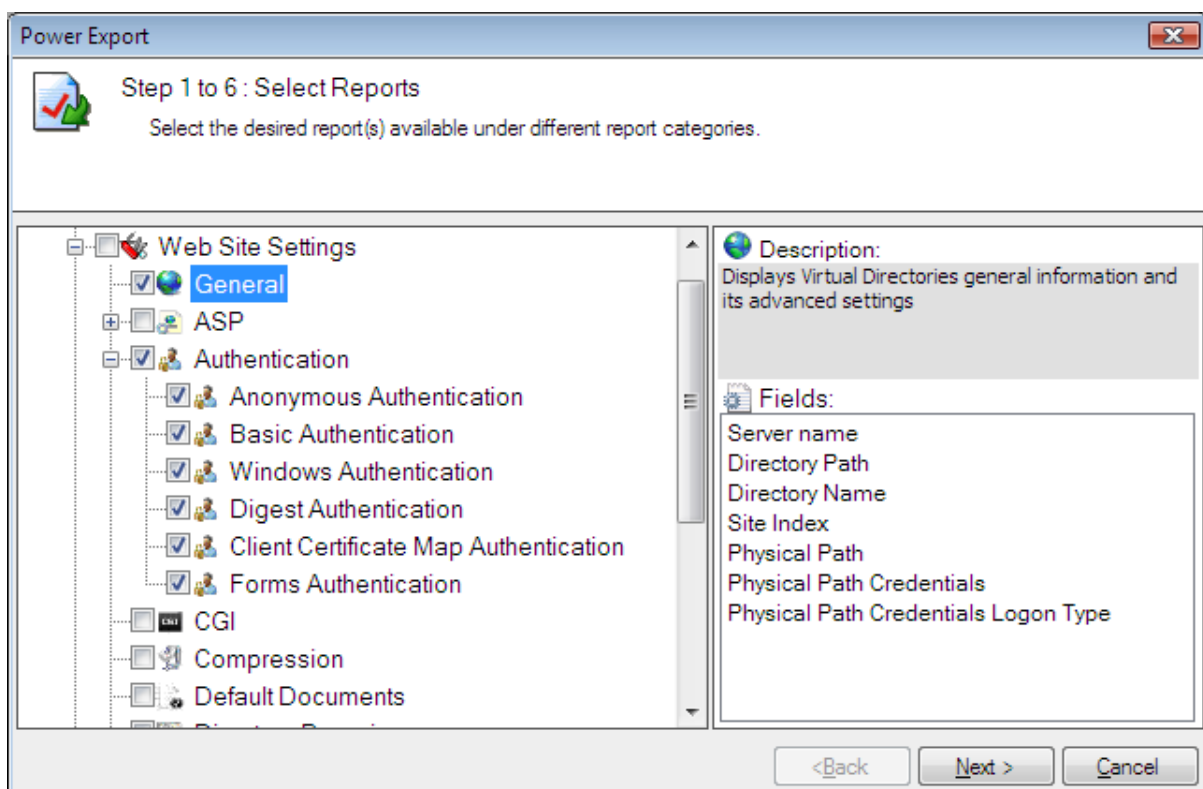 Power Export
Step 1 to 6 : Select Reports
Select the desired report(s) available under different report categories.
Web Site Settings
General
ASP
Authentication
Anonymous Authentication
Basic Authentication
Windows Authentication
Digest Authentication
Client Certificate Map Authentication
Forms Authentication
CGI
Compression
Default Documents
Description:
Displays Virtual Directories general information and
its advanced settings
Fields:
Server name
Directory Path
Directory Name
Site Index
Physical Path
Physical Path Credentials
Physical Path Credentials Logon Type
<Back
Next >
Cancel